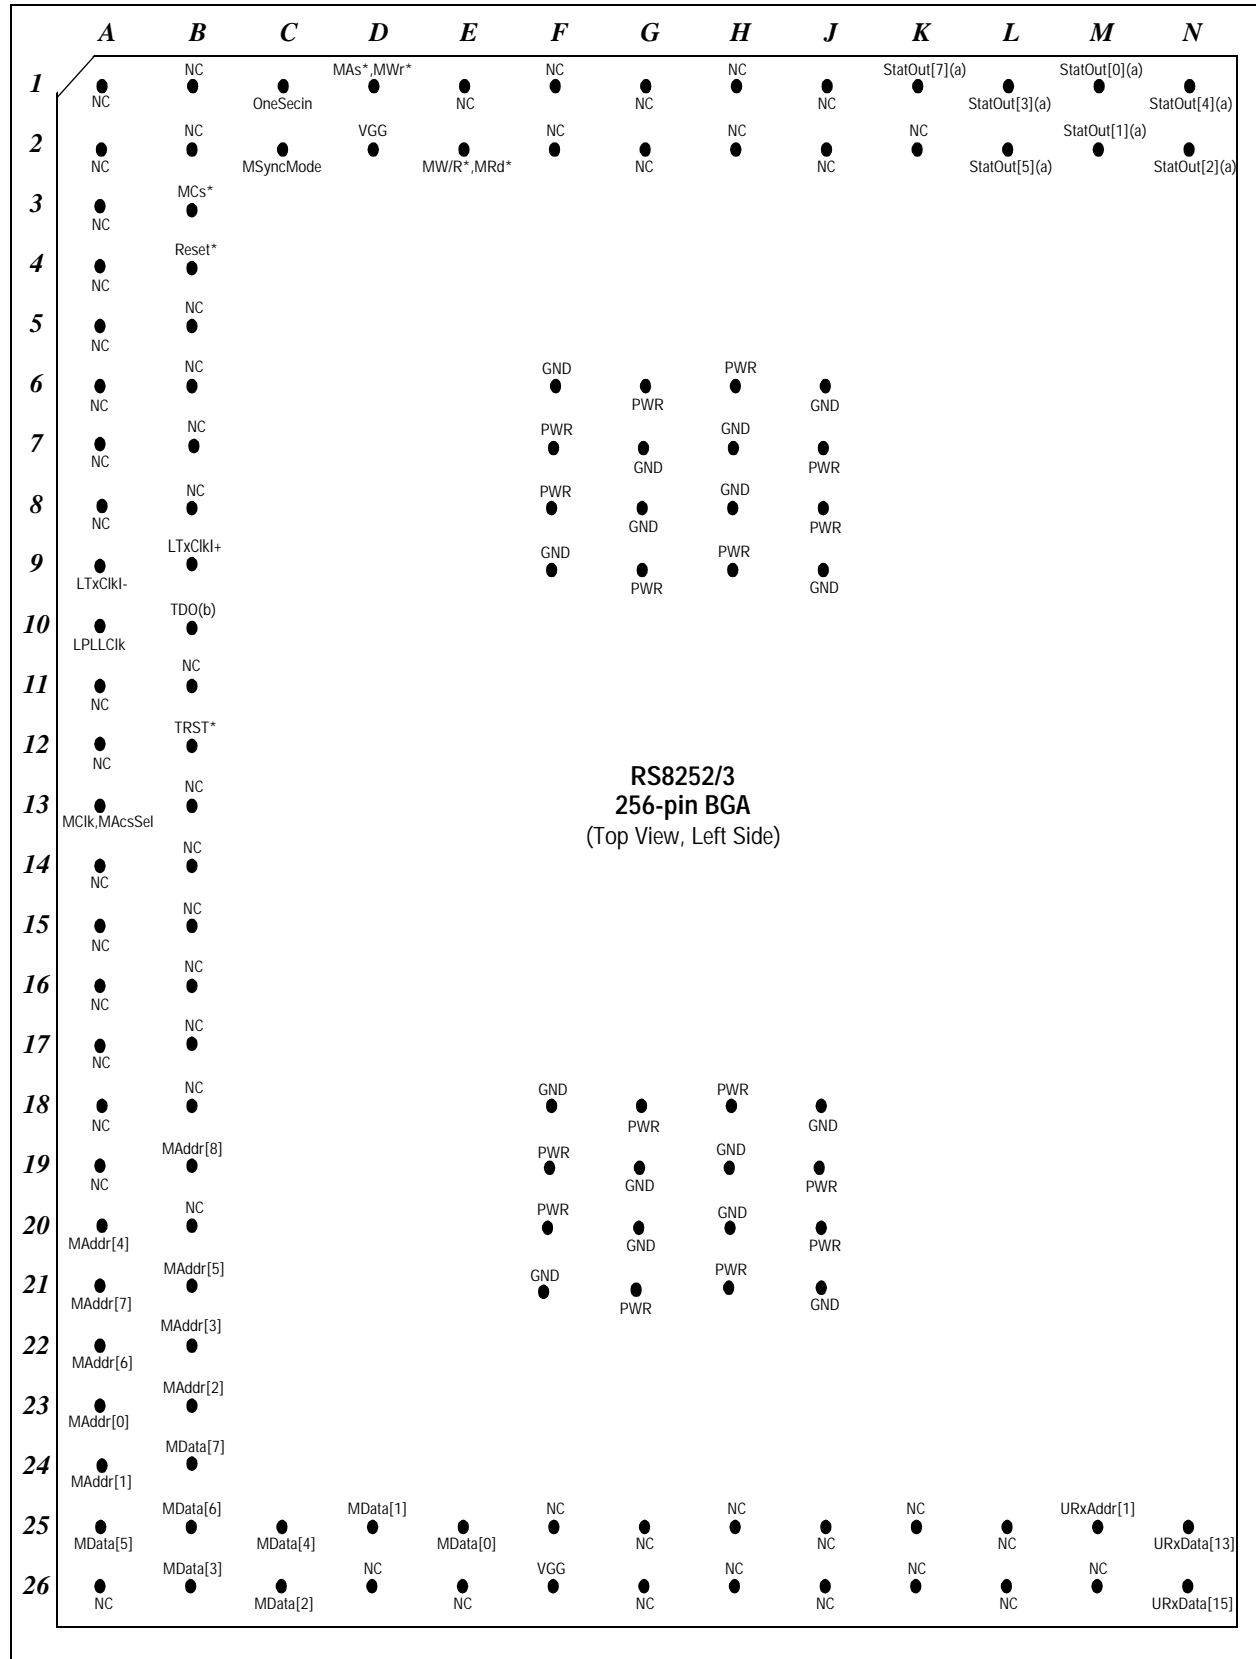 A B C D E F G H J K L M N
NC MAs*,MWr* NC NC StatOut[7](a) StatOut[0](a)
1
NC OneSecin NC NC NC StatOut[3](a) StatOut[4](a)
NC VGG NC NC NC StatOut[1](a)
2
NC MSyncMode MW/R*,MRd* NC NC StatOut[5](a) StatOut[2](a)
MCs*
3
NC
Reset*
4
NC
NC
5
NC
NC GND PWR
6
NC PWR GND
NC PWR GND
7
NC GND PWR
NC PWR GND
8
NC GND PWR
LTxClkI+ GND PWR
9
LTxClkI- PWR GND
TDO(b)
10
LPLLClk
NC
11
NC
TRST*
12
NC
RS8252/3
256-pin BGA
(Top View, Left Side)
NC
13
MClk,MAcsSel
NC
14
NC
NC
15
NC
NC
16
NC
NC
17
NC
NC GND PWR
18
NC PWR GND
MAddr[8] PWR GND
19
NC GND PWR
NC PWR GND
20
MAddr[4] GND PWR
MAddr[5] GND PWR
21
MAddr[7] PWR GND
MAddr[3]
22
MAddr[6]
MAddr[2]
23
MAddr[0]
MData[7]
24
MAddr[1]
MData[6] MData[1] NC NC NC URxAddr[1]
25
MData[5] MData[4] MData[0] NC NC NC URxData[13]
MData[3] NC VGG NC NC NC
26
NC MData[2] NC NC NC NC URxData[15]